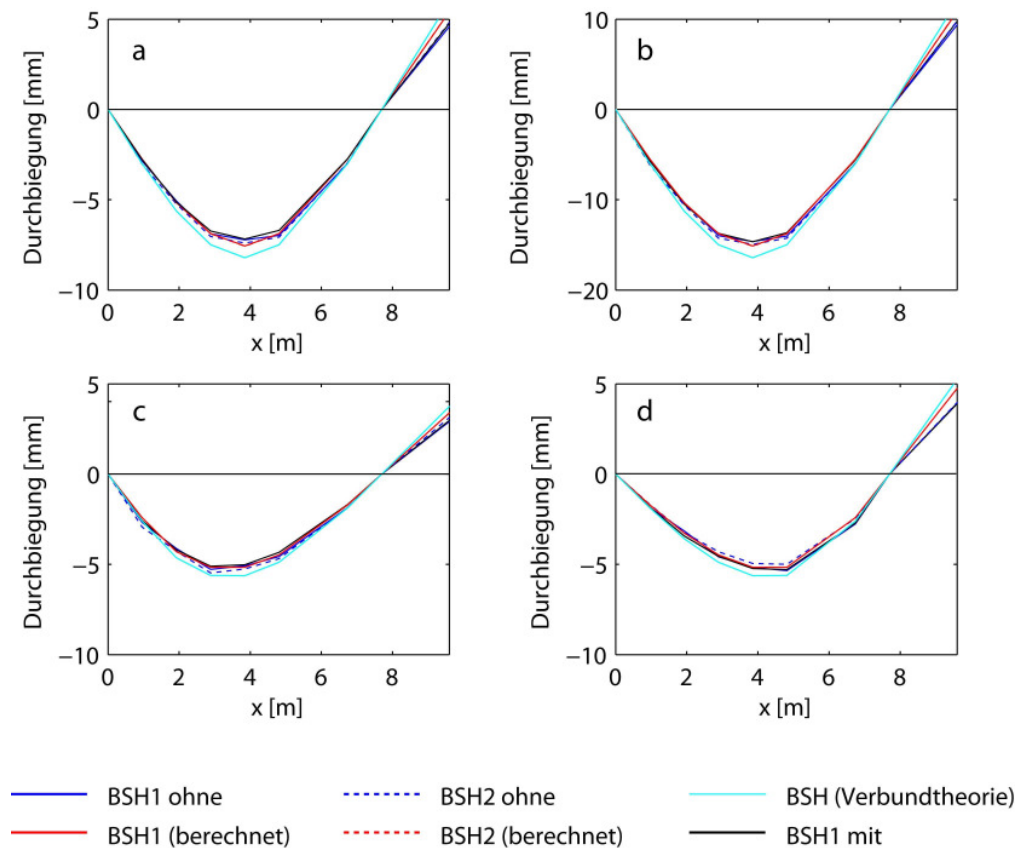 a
Durchbiegung [mm]
5
0
−5
−10
0 2 4 6 8
x [m]
b
Durchbiegung [mm]
10
0
−10
−20
0 2 4 6 8
x [m]
c
Durchbiegung [mm]
5
0
−5
−10
0 2 4 6 8
x [m]
d
Durchbiegung [mm]
5
0
−5
−10
0 2 4 6 8
x [m]
BSH1 ohne
BSH2 ohne
BSH (Verbundtheorie)
BSH1 (berechnet)
BSH2 (berechnet)
BSH1 mit